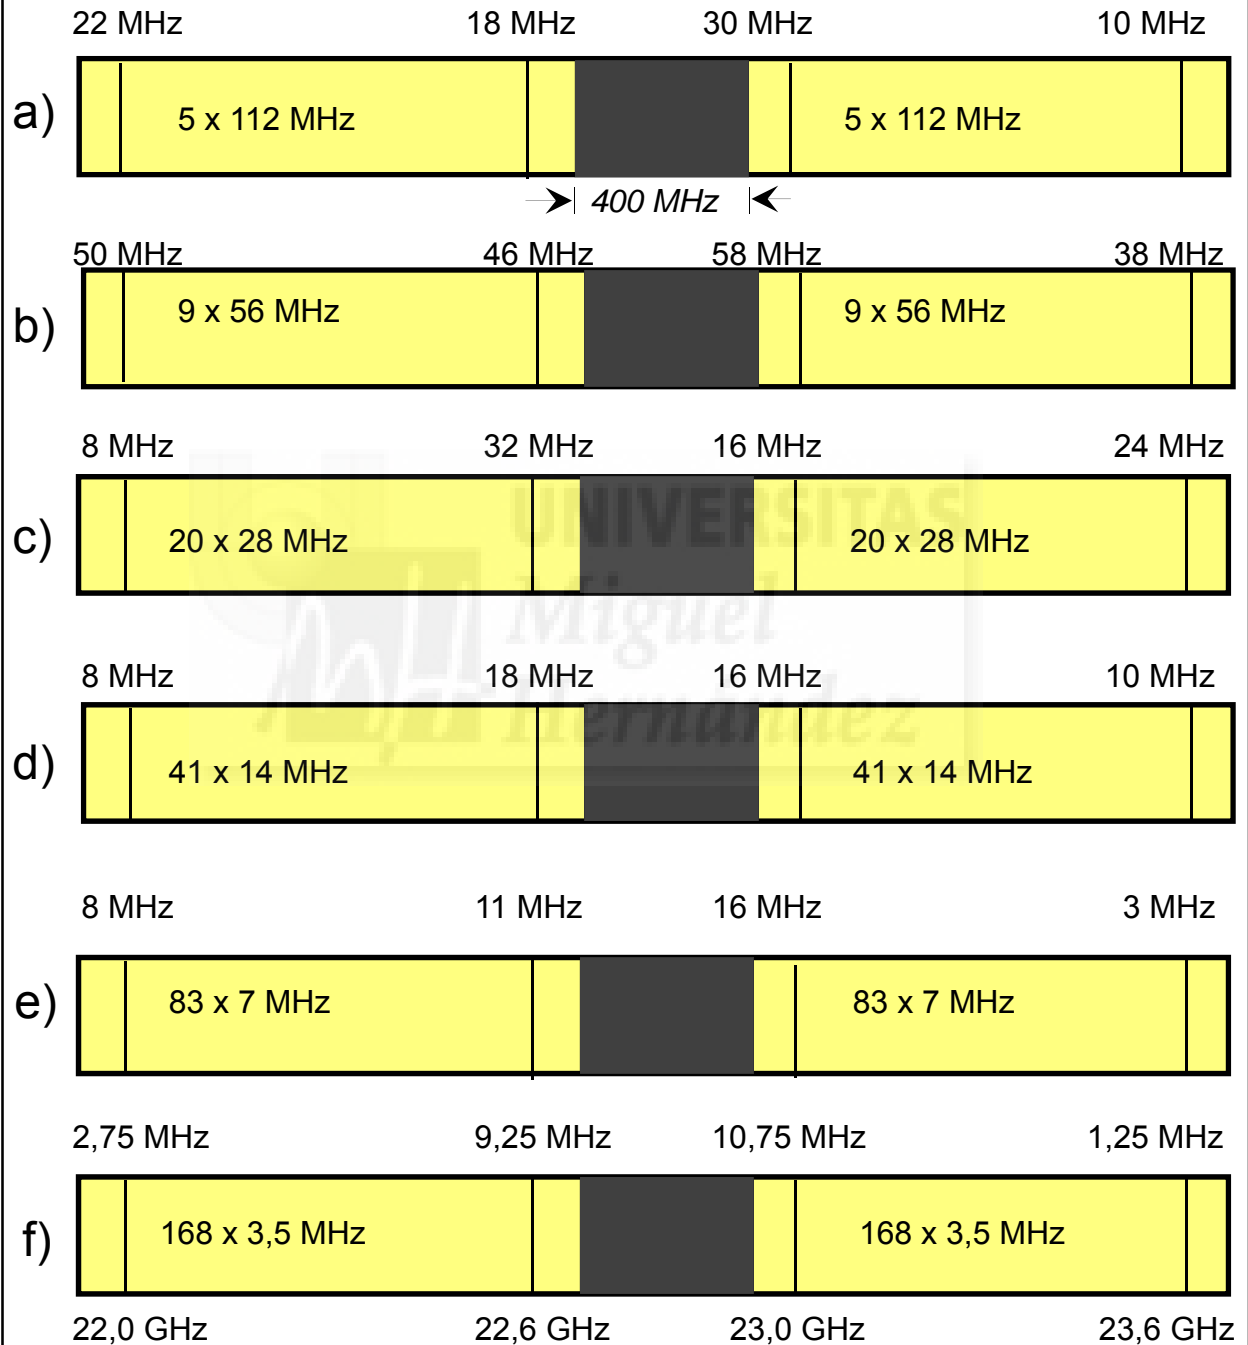 22 MHz 18 MHz 30 MHz 10 MHz
a) 5 x 112 MHz 5 x 112 MHz
400 MHz
50 MHz 46 MHz 58 MHz 38 MHz
b) 9 x 56 MHz 9 x 56 MHz
8 MHz 32 MHz 16 MHz 24 MHz
UNIVERSITAS
c) 20 x 28 MHz 20 x 28 MHz
Miguel
8 MHz 18 MHz 16 MHz 10 MHz
Hernández
d) 41 x 14 MHz 41 x 14 MHz
8 MHz 11 MHz 16 MHz 3 MHz
e) 83 x 7 MHz 83 x 7 MHz
2,75 MHz 9,25 MHz 10,75 MHz 1,25 MHz
f) 168 x 3,5 MHz 168 x 3,5 MHz
22,0 GHz 22,6 GHz 23,0 GHz 23,6 GHz